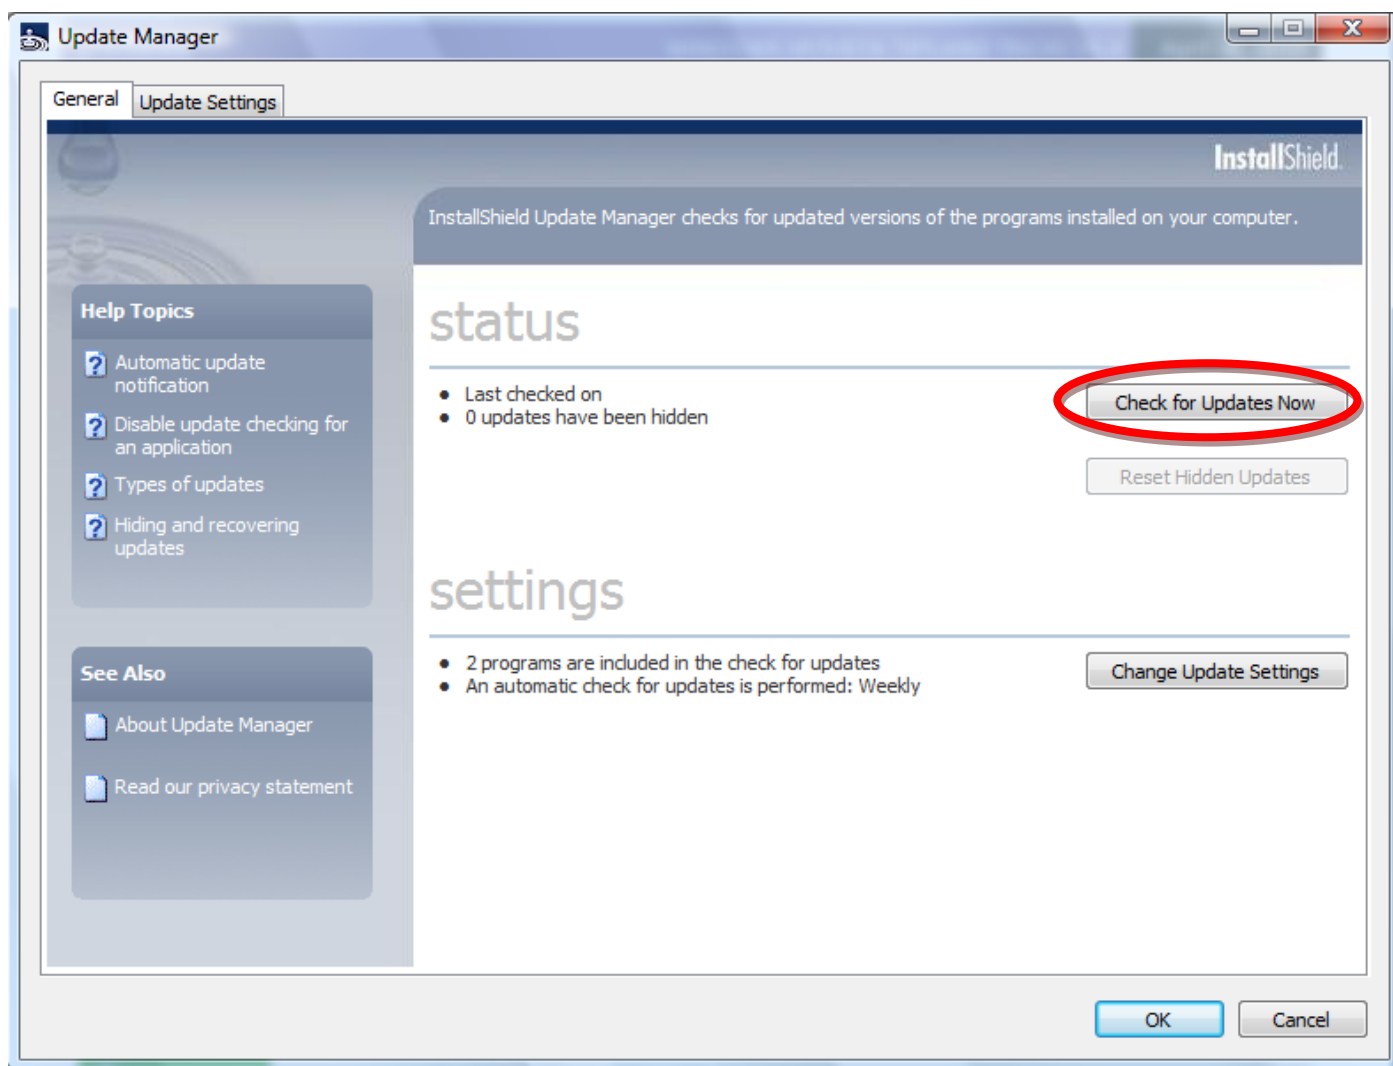 Update Manager
General
Update Settings
InstallShield
InstallShield Update Manager checks for updated versions of the programs installed on your computer.
Help Topics
Automatic update
notification
Disable update checking for
an application
Types of updates
Hiding and recovering
updates
See Also
About Update Manager
Read our privacy statement
status
Last checked on
0 updates have been hidden
Check for Updates Now
Reset Hidden Updates
settings
2 programs are included in the check for updates
An automatic check for updates is performed: Weekly
Change Update Settings
OK
Cancel